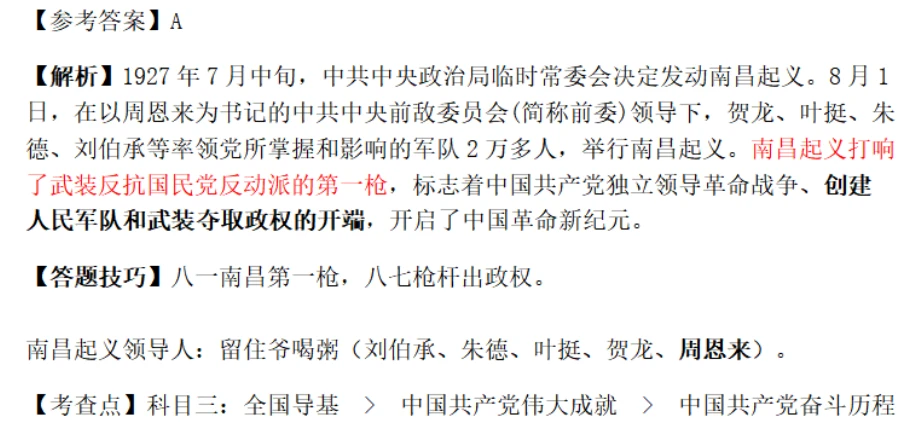 【参考答案】A
【解析】1927 年 7 月中旬，中共中央政治局临时常委会决定发动南昌起义。8 月 1
日，在以周恩来为书记的中共中央前敌委员会(简称前委)领导下，贺龙、叶挺、朱
德、刘伯承等率领党所掌握和影响的军队 2 万多人，举行南昌起义。南昌起义打响
了武装反抗国民党反动派的第一枪，标志着中国共产党独立领导革命战争、创建
人民军队和武装夺取政权的开端，开启了中国革命新纪元。
【答题技巧】八一南昌第一枪，八七枪杆出政权。
南昌起义领导人：留住爷喝粥（刘伯承、朱德、叶挺、贺龙、周恩来）。
【考查点】科目三：全国导基 > 中国共产党伟大成就 > 中国共产党奋斗历程